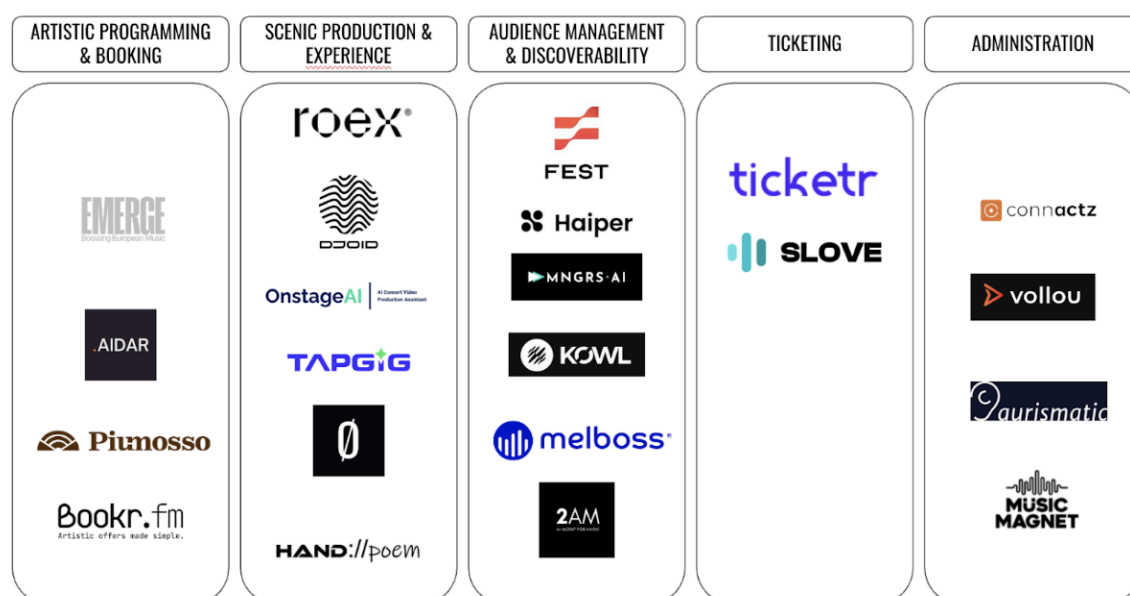 ARTISTIC PROGRAMMING
& BOOKING
SCENIC PRODUCTION &
EXPERIENCE
AUDIENCE MANAGEMENT
& DISCOVERABILITY
TICKETING
ADMINISTRATION
EMERGE
Boosting European Music
.AIDAR
Piumosso
Bookr.fm
Artistic offers made simple.
roex®
DJOID
OnstageAI
AI Concert Video
Production Assistant
TAPGIG
Ø
HAND://poem
FEST
Haiper
MNGRS·AI
KOWL
melboss
2AM
ticketr
SLOVE
connactz
vollou
aurismatic
MUSIC
MAGNET